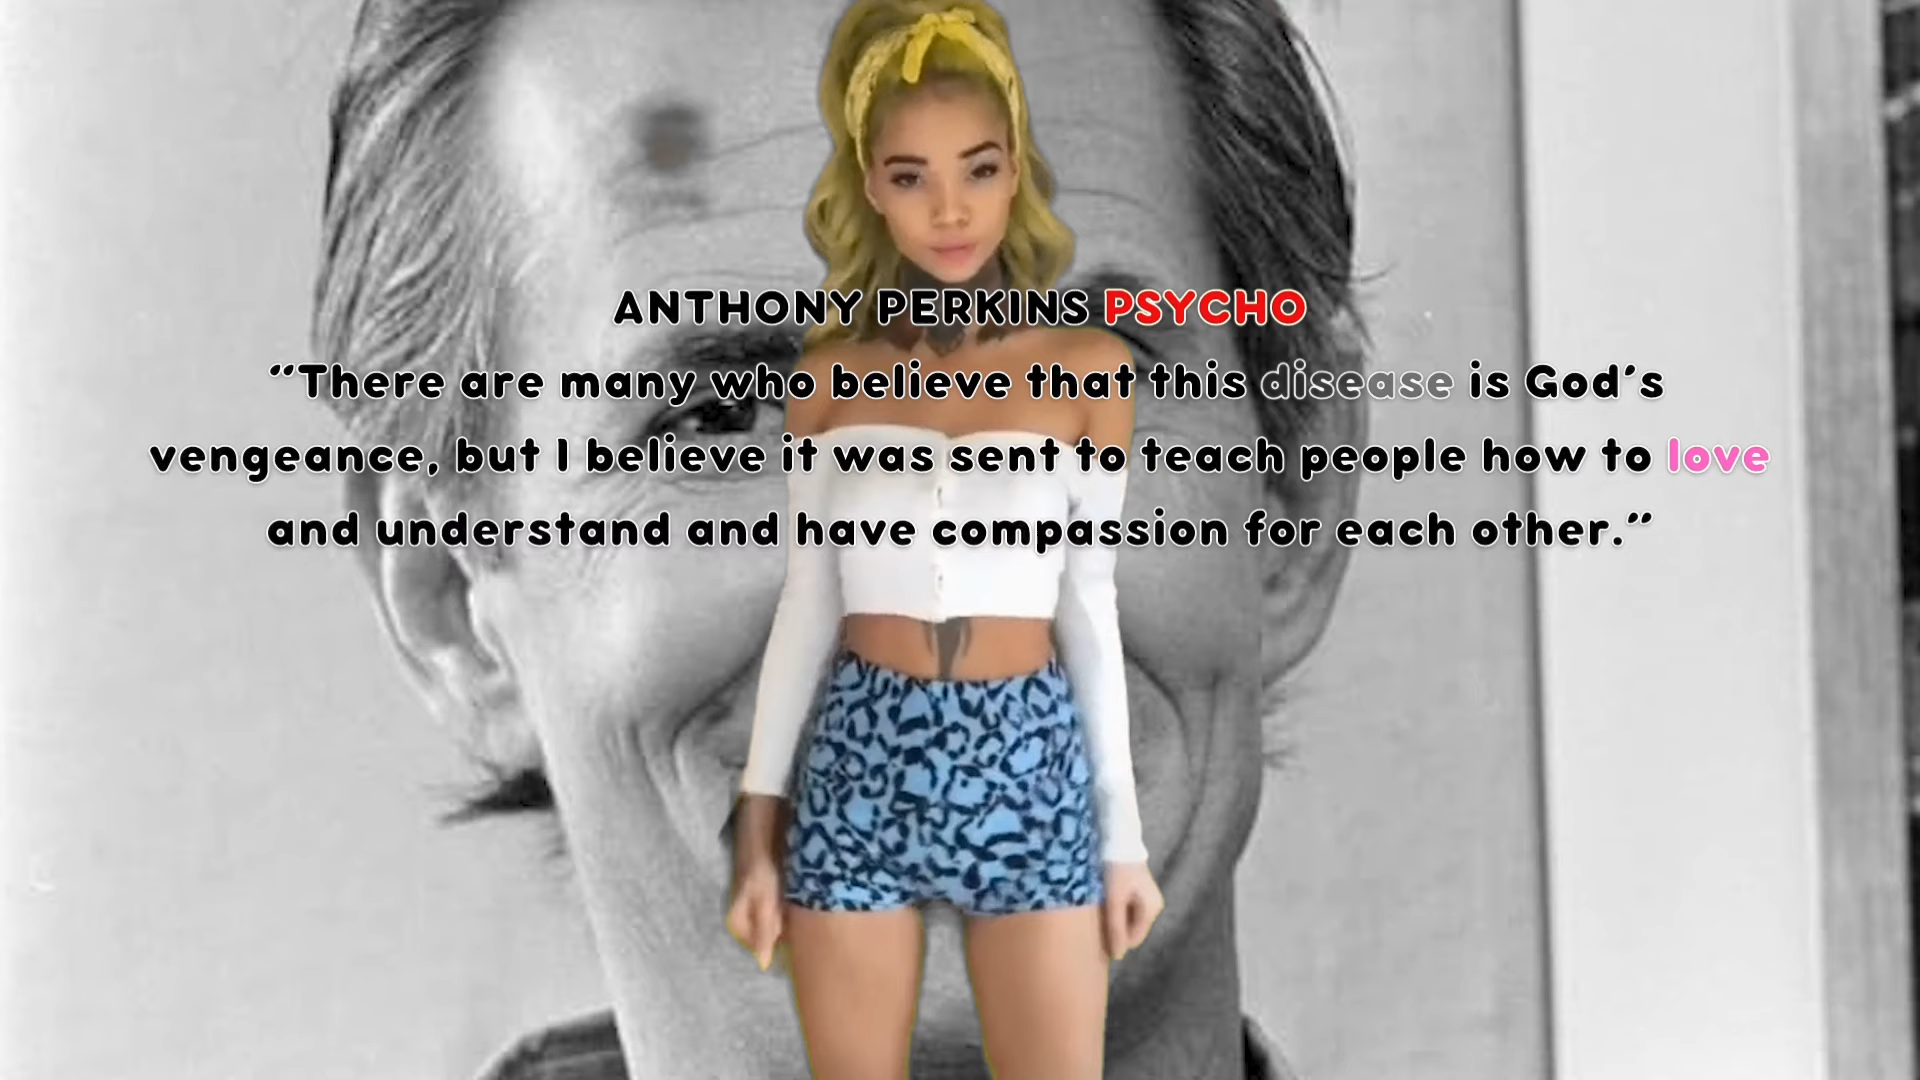 ANTHONY PERKINS PSYCHO
“There are many who believe that this disease is God’s
vengeance, but I believe it was sent to teach people how to love
and understand and have compassion for each other.”